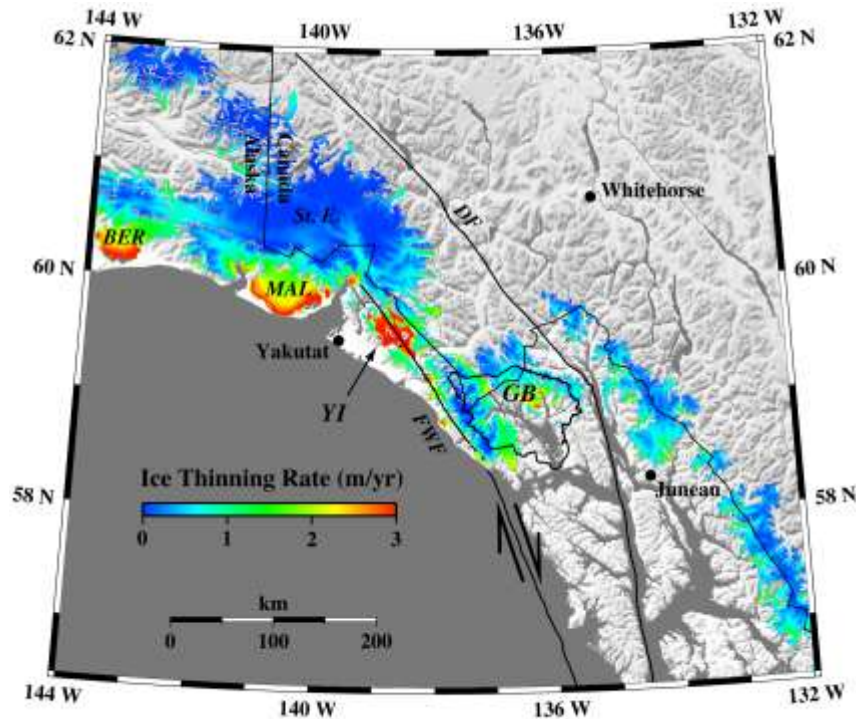 144 W
140W
136W
132 W
62 N
62 N
Alaska
Canada
Whitehorse
St. E.
DF
BER
60 N
60 N
MAL
Yakutat
YI
GB
FWF
Ice Thinning Rate (m/yr)
Juneau
58 N
58 N
0 1 2 3
km
0 100 200
144 W
140 W
136 W
132 W